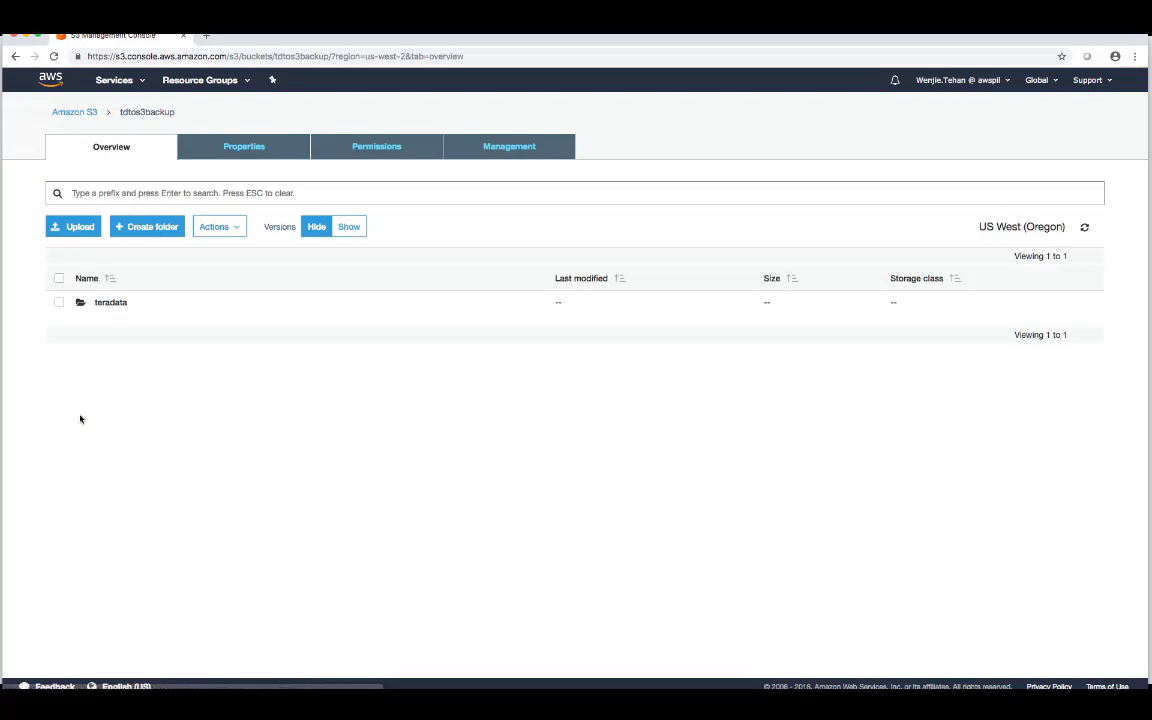 S3 Management Console
https://s3.console.aws.amazon.com/s3/buckets/tdtos3backup/?region=us-west-2&tab=overview
aws Services Resource Groups Wenjie.Tehan @ awspil Global Support
Amazon S3 > tdtos3backup
Overview Properties Permissions Management
Type a prefix and press Enter to search. Press ESC to clear.
Upload + Create folder Actions Versions Hide Show US West (Oregon)
Viewing 1 to 1
Name Last modified Size Storage class
teradata -- -- --
Viewing 1 to 1
Feedback English (US) © 2008 - 2018, Amazon Web Services, Inc. or its affiliates. All rights reserved. Privacy Policy Terms of Use